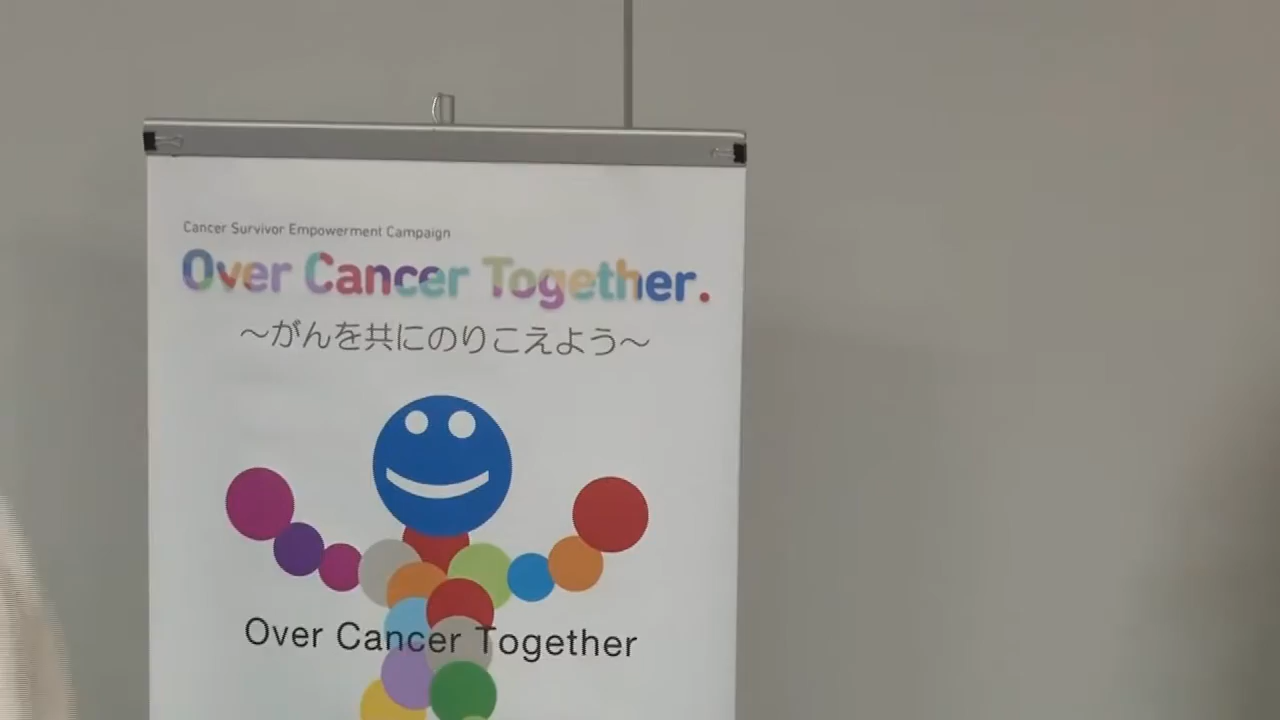 Cancer Survivor Empowerment Campaign
Over Cancer Together.
～がんを共にのりこえよう～
Over Cancer Together